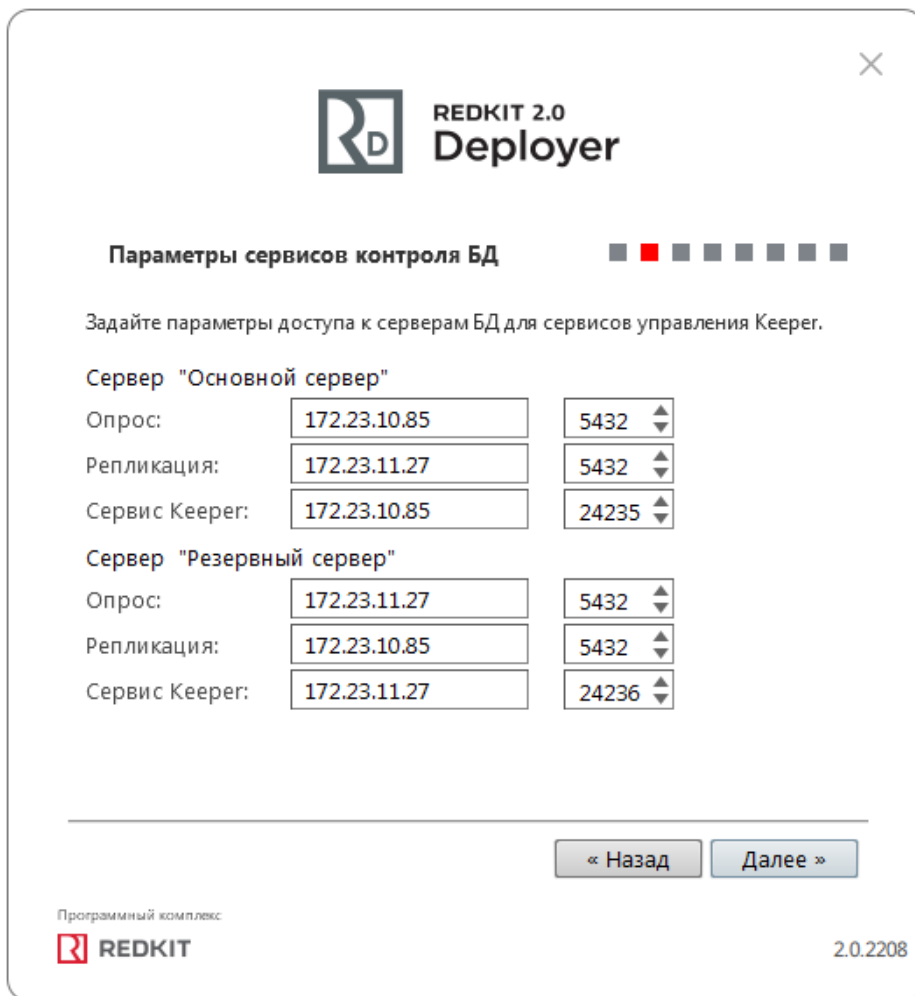 REDKIT 2.0
Deployer
Параметры сервисов контроля БД
Задайте параметры доступа к серверам БД для сервисов управления Keeper.
Сервер "Основной сервер"
Опрос: 172.23.10.85 5432
Репликация: 172.23.11.27 5432
Сервис Keeper: 172.23.10.85 24235
Сервер "Резервный сервер"
Опрос: 172.23.11.27 5432
Репликация: 172.23.10.85 5432
Сервис Keeper: 172.23.11.27 24236
« Назад Далее »
Программный комплекс
REDKIT 2.0.2208